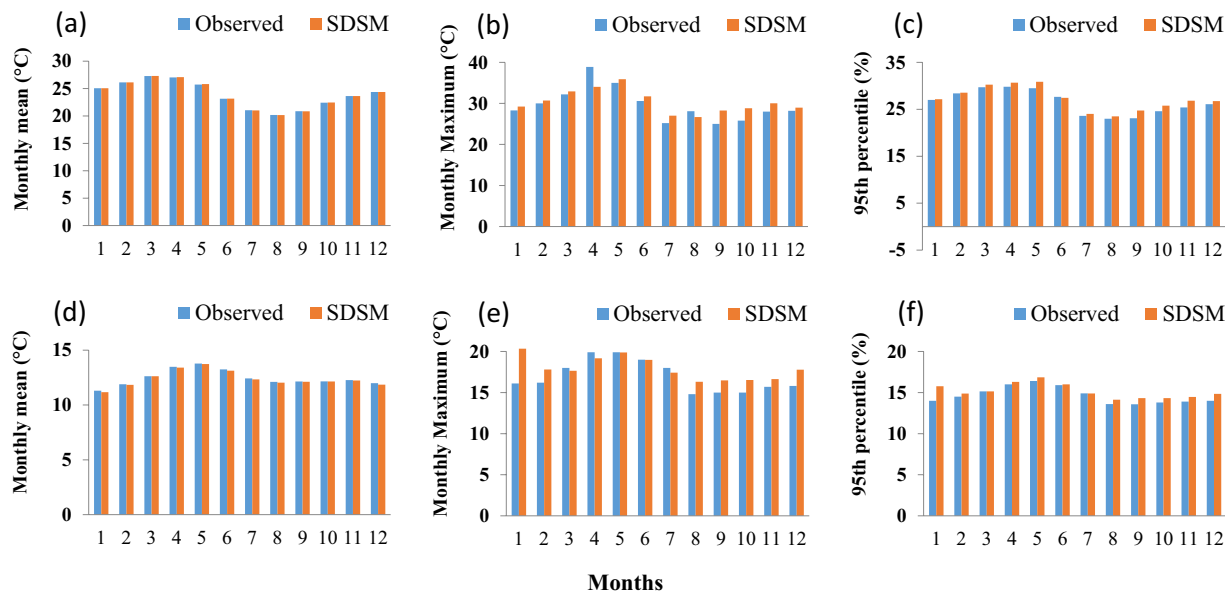 (a)
Observed SDSM
Monthly mean (°C)
30
25
20
15
10
5
0
1 2 3 4 5 6 7 8 9 10 11 12
(b)
Observed SDSM
Monthly Maximum (°C)
40
30
20
10
0
1 2 3 4 5 6 7 8 9 10 11 12
(c)
Observed SDSM
95th percentile (%)
35
25
15
5
-5
1 2 3 4 5 6 7 8 9 10 11 12
(d)
Observed SDSM
Monthly mean (°C)
15
10
5
0
1 2 3 4 5 6 7 8 9 10 11 12
(e)
Observed SDSM
Monthly Maximum (°C)
20
15
10
5
0
1 2 3 4 5 6 7 8 9 10 11 12
(f)
Observed SDSM
95th percentile (%)
20
15
10
5
0
1 2 3 4 5 6 7 8 9 10 11 12
Months